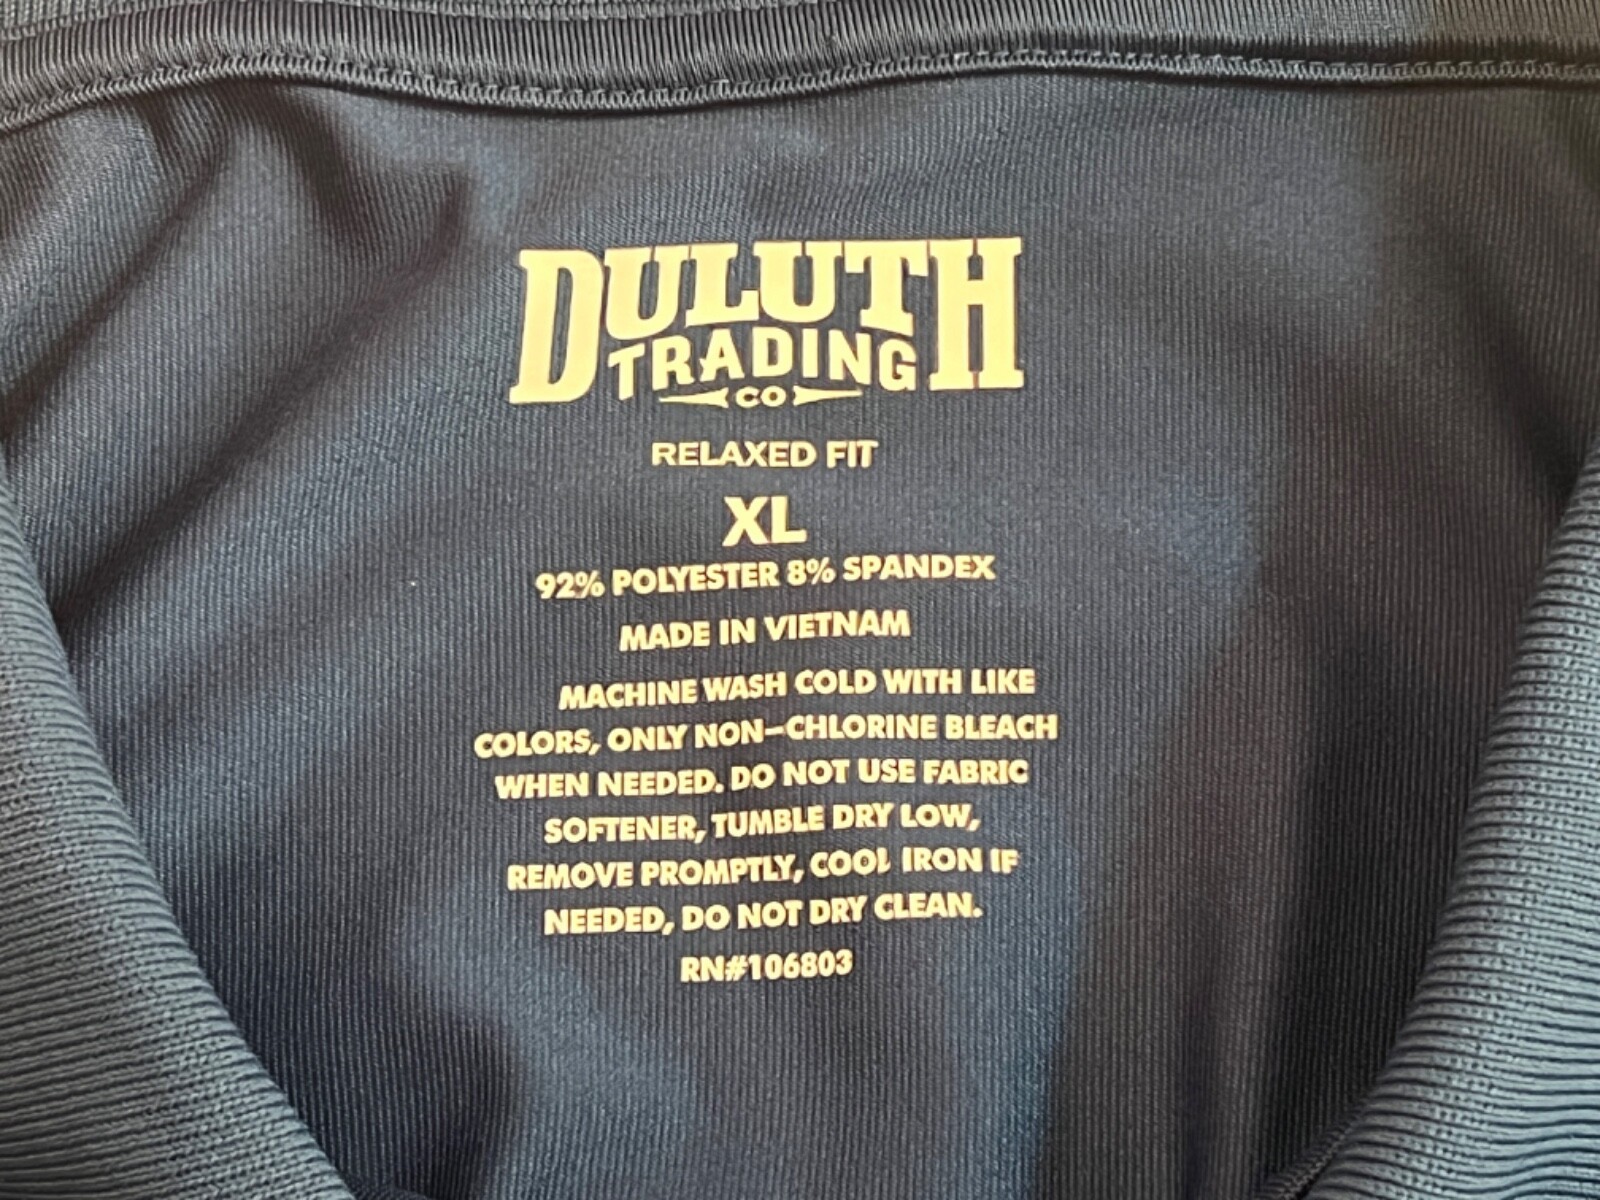 DULUTH
TRADING
CO
RELAXED FIT
XL
92% POLYESTER 8% SPANDEX
MADE IN VIETNAM
MACHINE WASH COLD WITH LIKE
COLORS, ONLY NON-CHLORINE BLEACH
WHEN NEEDED. DO NOT USE FABRIC
SOFTENER, TUMBLE DRY LOW,
REMOVE PROMPTLY, COOL IRON IF
NEEDED, DO NOT DRY CLEAN.
RN#106803